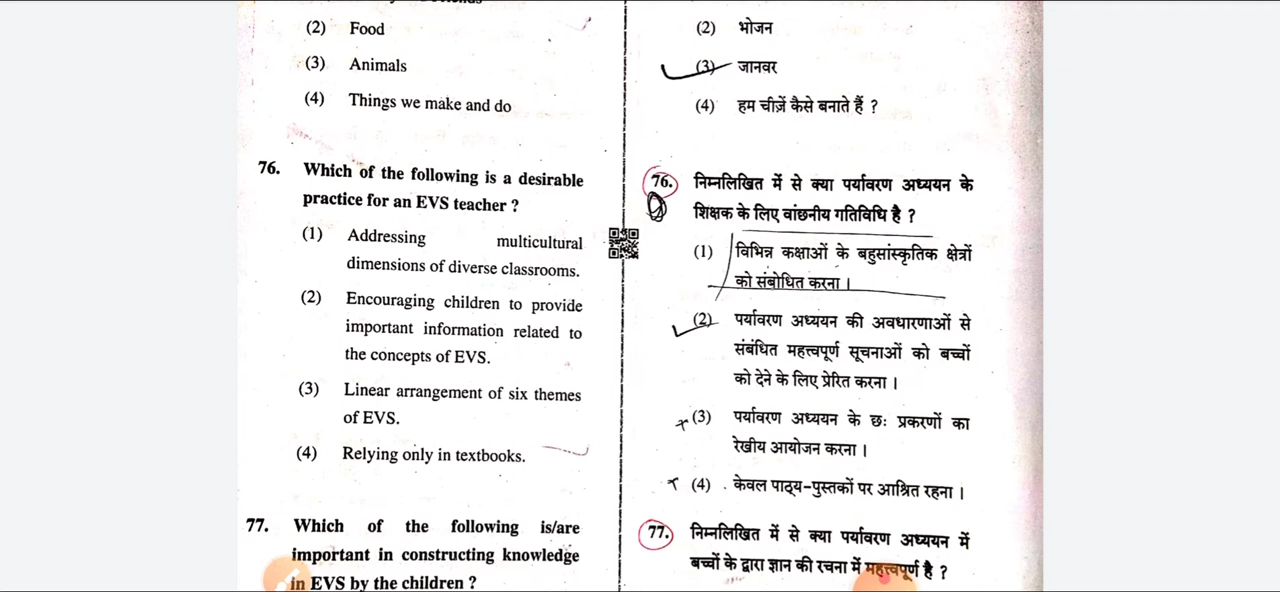 (2) Food
(3) Animals
(4) Things we make and do
76. Which of the following is a desirable
practice for an EVS teacher ?
(1) Addressing multicultural
dimensions of diverse classrooms.
(2) Encouraging children to provide
important information related to
the concepts of EVS.
(3) Linear arrangement of six themes
of EVS.
(4) Relying only in textbooks.
77. Which of the following is/are
important in constructing knowledge
in EVS by the children ?
(2) भोजन
(3) जानवर
(4) हम चीज़ें कैसे बनाते हैं ?
76. निम्नलिखित में से क्या पर्यावरण अध्ययन के
शिक्षक के लिए वांछनीय गतिविधि है ?
(1) विभिन्न कक्षाओं के बहुसांस्कृतिक क्षेत्रों
को संबोधित करना ।
(2) पर्यावरण अध्ययन की अवधारणाओं से
संबंधित महत्त्वपूर्ण सूचनाओं को बच्चों
को देने के लिए प्रेरित करना ।
(3) पर्यावरण अध्ययन के छः प्रकरणों का
रेखीय आयोजन करना ।
(4) केवल पाठ्य-पुस्तकों पर आश्रित रहना ।
77. निम्नलिखित में से क्या पर्यावरण अध्ययन में
बच्चों के द्वारा ज्ञान की रचना में महत्त्वपूर्ण है ?